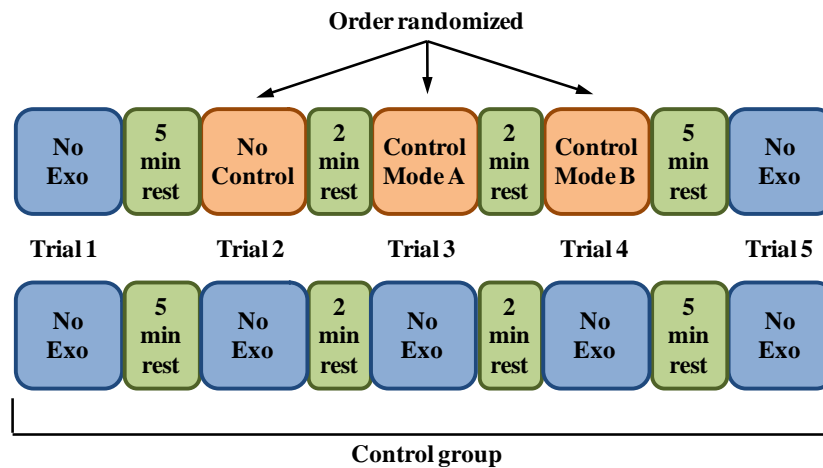 Order randomized
No
Exo
5
min
rest
No
Control
2
min
rest
Control
Mode A
2
min
rest
Control
Mode B
5
min
rest
No
Exo
Trial 1
Trial 2
Trial 3
Trial 4
Trial 5
No
Exo
5
min
rest
No
Exo
2
min
rest
No
Exo
2
min
rest
No
Exo
5
min
rest
No
Exo
Control group